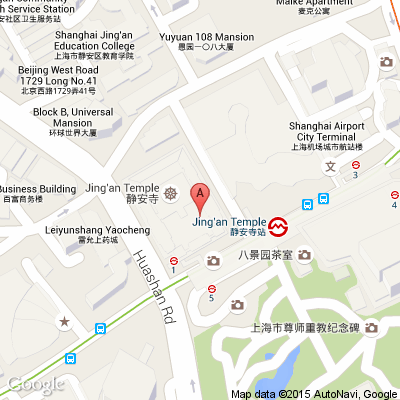 Community
h Service Station
安社区卫生服务站
Shanghai Jing'an
Education College
上海市静安区教育学院
Yuyuan 108 Mansion
愚园一〇八大厦
Maike Apartment
麦克公寓
Beijing West Road
1729 Long No.41
北京西路1729弄41号
Block B, Universal
Mansion
环球世界大厦
Shanghai Airport
City Terminal
上海机场城市航站楼
3
Business Building
百富商务楼
Jing'an Temple
静安寺
A
Jing'an Temple
静安寺站
Leiyunshang Yaocheng
雷允上药城
八景园茶室
1
5
Huashan Rd
上海市尊师重教纪念碑
Google
Map data ©2015 AutoNavi, Google